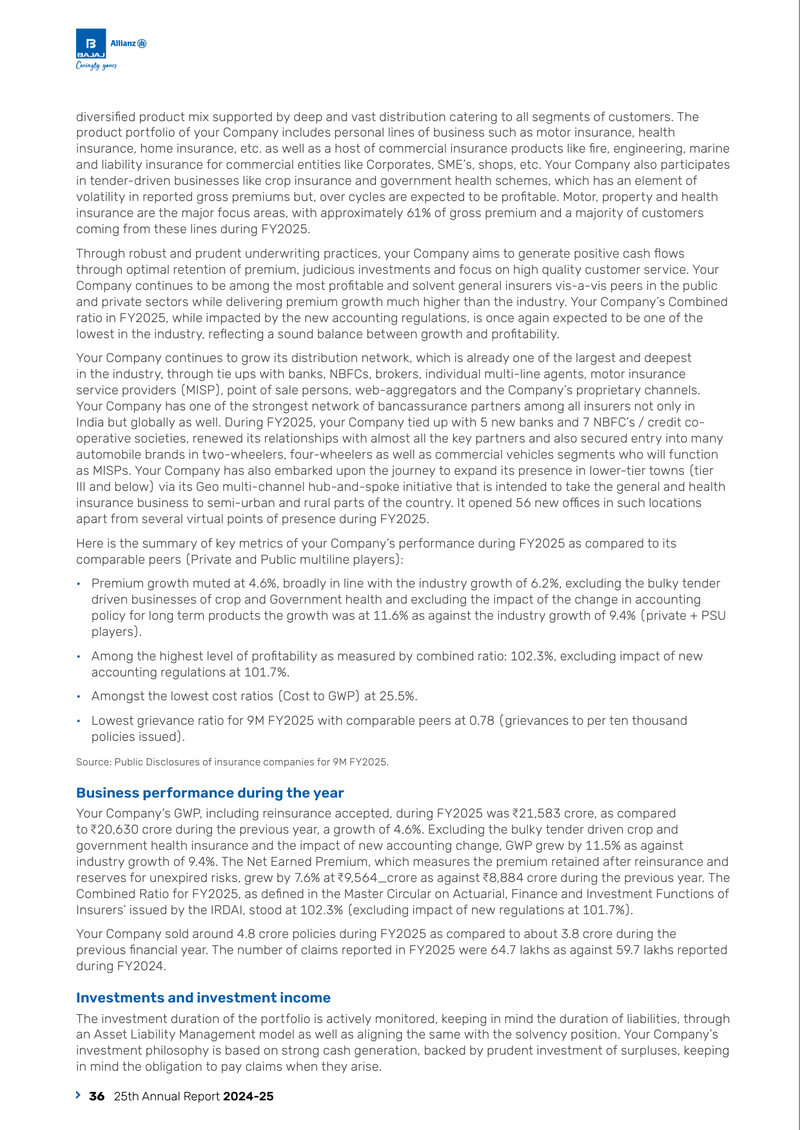 B
BAJAJ
Allianz
Caringly yours
diversified product mix supported by deep and vast distribution catering to all segments of customers. The
product portfolio of your Company includes personal lines of business such as motor insurance, health
insurance, home insurance, etc. as well as a host of commercial insurance products like fire, engineering, marine
and liability insurance for commercial entities like Corporates, SME's, shops, etc. Your Company also participates
in tender-driven businesses like crop insurance and government health schemes, which has an element of
volatility in reported gross premiums but, over cycles are expected to be profitable. Motor, property and health
insurance are the major focus areas, with approximately 61% of gross premium and a majority of customers
coming from these lines during FY2025.
Through robust and prudent underwriting practices, your Company aims to generate positive cash flows
through optimal retention of premium, judicious investments and focus on high quality customer service. Your
Company continues to be among the most profitable and solvent general insurers vis-a-vis peers in the public
and private sectors while delivering premium growth much higher than the industry. Your Company's Combined
ratio in FY2025, while impacted by the new accounting regulations, is once again expected to be one of the
lowest in the industry, reflecting a sound balance between growth and profitability.
Your Company continues to grow its distribution network, which is already one of the largest and deepest
in the industry, through tie ups with banks, NBFCs, brokers, individual multi-line agents, motor insurance
service providers (MISP), point of sale persons, web-aggregators and the Company's proprietary channels.
Your Company has one of the strongest network of bancassurance partners among all insurers not only in
India but globally as well. During FY2025, your Company tied up with 5 new banks and 7 NBFC's / credit co-
operative societies, renewed its relationships with almost all the key partners and also secured entry into many
automobile brands in two-wheelers, four-wheelers as well as commercial vehicles segments who will function
as MISPs. Your Company has also embarked upon the journey to expand its presence in lower-tier towns (tier
III and below) via its Geo multi-channel hub-and-spoke initiative that is intended to take the general and health
insurance business to semi-urban and rural parts of the country. It opened 56 new offices in such locations
apart from several virtual points of presence during FY2025.
Here is the summary of key metrics of your Company's performance during FY2025 as compared to its
comparable peers (Private and Public multiline players):
• Premium growth muted at 4.6%, broadly in line with the industry growth of 6.2%, excluding the bulky tender
driven businesses of crop and Government health and excluding the impact of the change in accounting
policy for long term products the growth was at 11.6% as against the industry growth of 9.4% (private + PSU
players).
• Among the highest level of profitability as measured by combined ratio: 102.3%, excluding impact of new
accounting regulations at 101.7%.
• Amongst the lowest cost ratios (Cost to GWP) at 25.5%.
• Lowest grievance ratio for 9M FY2025 with comparable peers at 0.78 (grievances to per ten thousand
policies issued).
Source: Public Disclosures of insurance companies for 9M FY2025.
Business performance during the year
Your Company's GWP, including reinsurance accepted, during FY2025 was ₹21,583 crore, as compared
to ₹20,630 crore during the previous year, a growth of 4.6%. Excluding the bulky tender driven crop and
government health insurance and the impact of new accounting change, GWP grew by 11.5% as against
industry growth of 9.4%. The Net Earned Premium, which measures the premium retained after reinsurance and
reserves for unexpired risks, grew by 7.6% at ₹9,564_crore as against ₹8,884 crore during the previous year. The
Combined Ratio for FY2025, as defined in the Master Circular on Actuarial, Finance and Investment Functions of
Insurers' issued by the IRDAI, stood at 102.3% (excluding impact of new regulations at 101.7%).
Your Company sold around 4.8 crore policies during FY2025 as compared to about 3.8 crore during the
previous financial year. The number of claims reported in FY2025 were 64.7 lakhs as against 59.7 lakhs reported
during FY2024.
Investments and investment income
The investment duration of the portfolio is actively monitored, keeping in mind the duration of liabilities, through
an Asset Liability Management model as well as aligning the same with the solvency position. Your Company's
investment philosophy is based on strong cash generation, backed by prudent investment of surpluses, keeping
in mind the obligation to pay claims when they arise.
36 25th Annual Report 2024-25